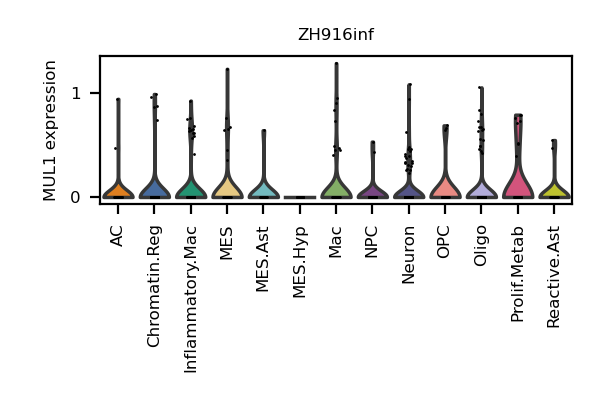 ZH916inf
MUL1 expression
1
0
AC
Chromatin.Reg
Inflammatory.Mac
MES
MES.Ast
MES.Hyp
Mac
NPC
Neuron
OPC
Oligo
Prolif.Metab
Reactive.Ast